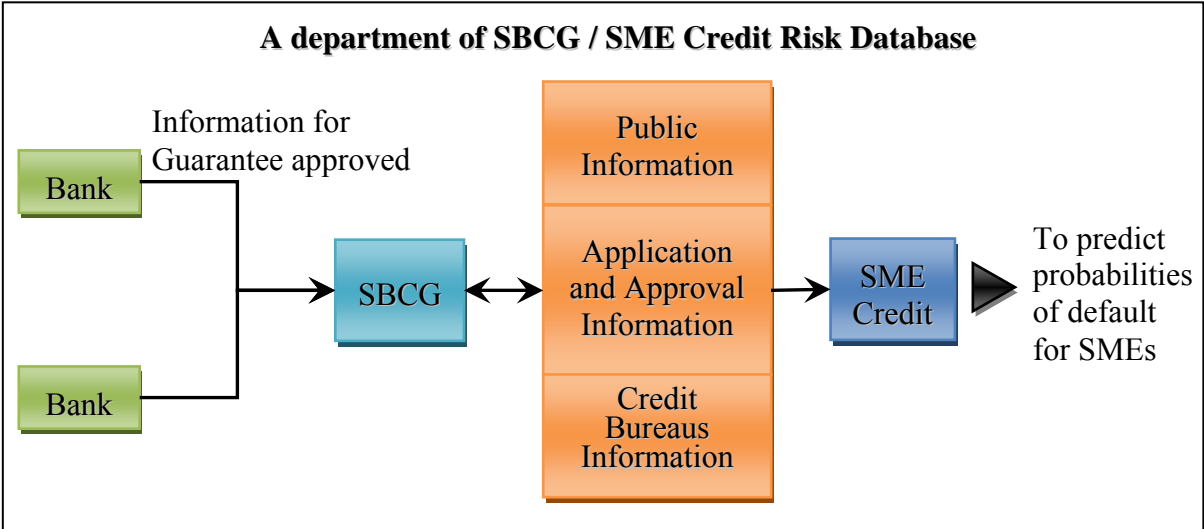 A department of SBCG / SME Credit Risk Database
Information for
Guarantee approved
Bank
Bank
SBCG
Public
Information
Application
and Approval
Information
Credit
Bureaus
Information
SME
Credit
To predict
probabilities
of default
for SMEs